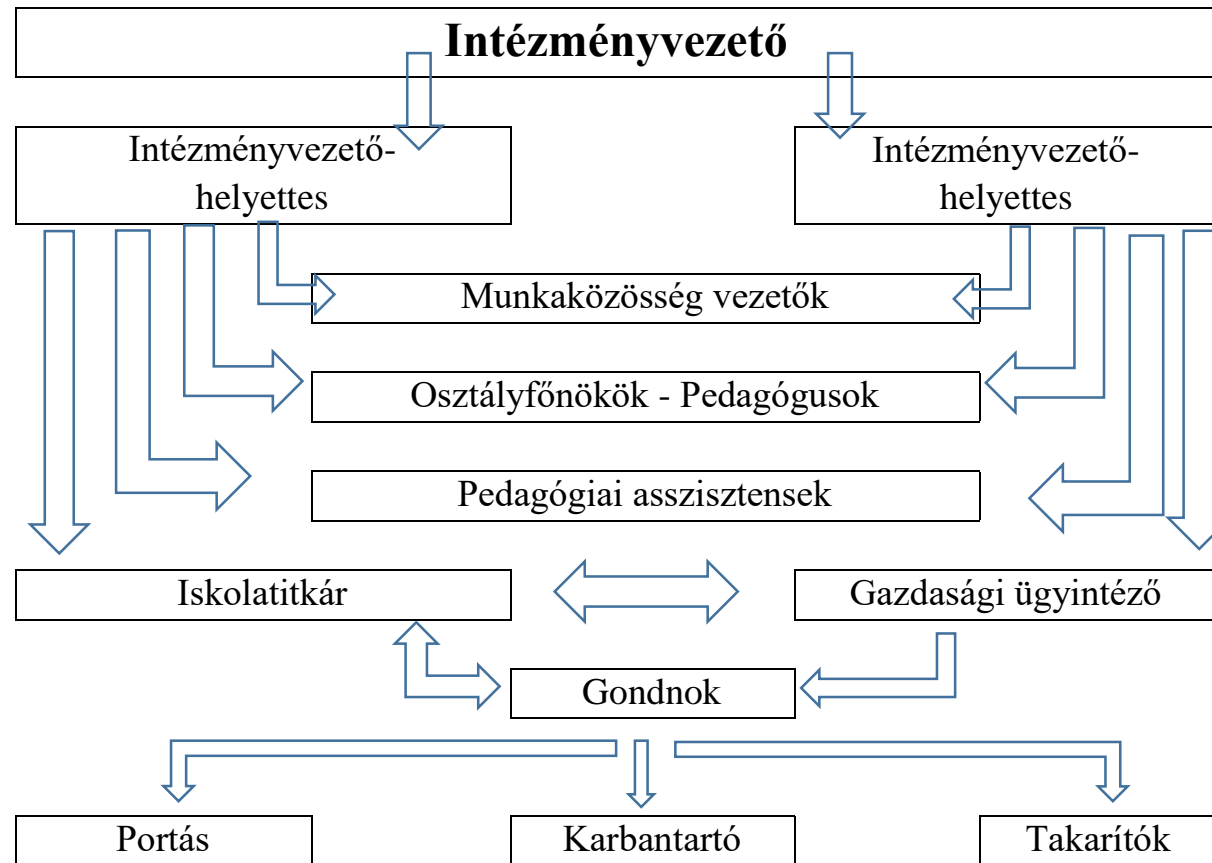 Intézményvezető
Intézményvezető-
helyettes
Intézményvezető-
helyettes
Munkaközösség vezetők
Osztályfőnökök - Pedagógusok
Pedagógiai asszisztensek
Iskolatitkár
Gazdasági ügyintéző
Gondnok
Portás
Karbantartó
Takarítók